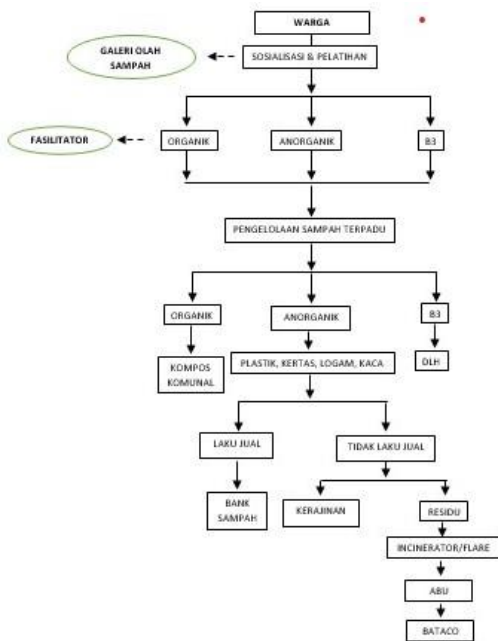 WARGA
GALERI OLAH
SAMPAH
SOSIALISASI & PELATIHAN
FASILITATOR
ORGANIK
ANORGANIK
B3
PENGELOLAAN SAMPAH TERPADU
ORGANIK
ANORGANIK
B3
KOMPOS
KOMUNAL
PLASTIK, KERTAS, LOGAM, KACA
DLH
LAKU JUAL
TIDAK LAKU JUAL
BANK
SAMPAH
KERAJINAN
RESIDU
INCINERATOR/FLARE
ABU
BATACO